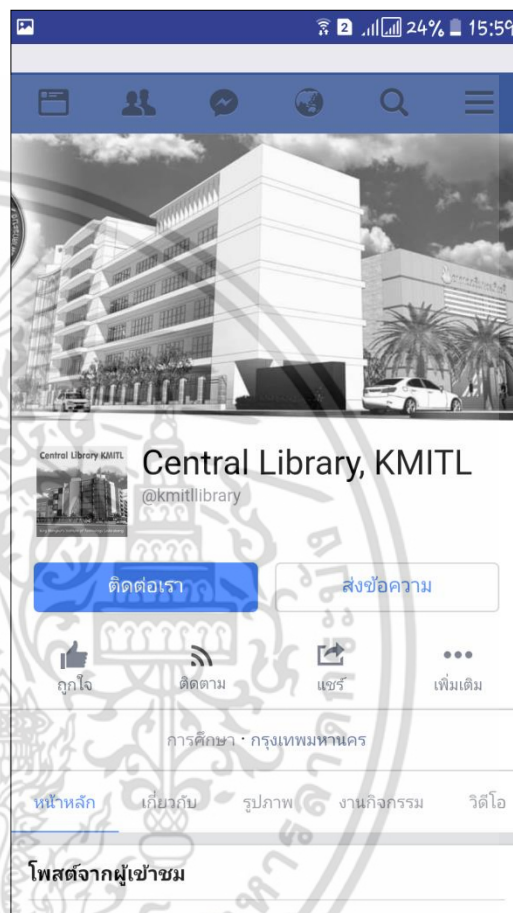 2 24% 15:59
Central Library KMITL
Central Library, KMITL
@kmitllibrary
ติดต่อเรา ส่งข้อความ
ถูกใจ ติดตาม แชร์ เพิ่มเติม
การศึกษา · กรุงเทพมหานคร
หน้าหลัก เกี่ยวกับ รูปภาพ งานกิจกรรม วิดีโอ
โพสต์จากผู้เข้าชม